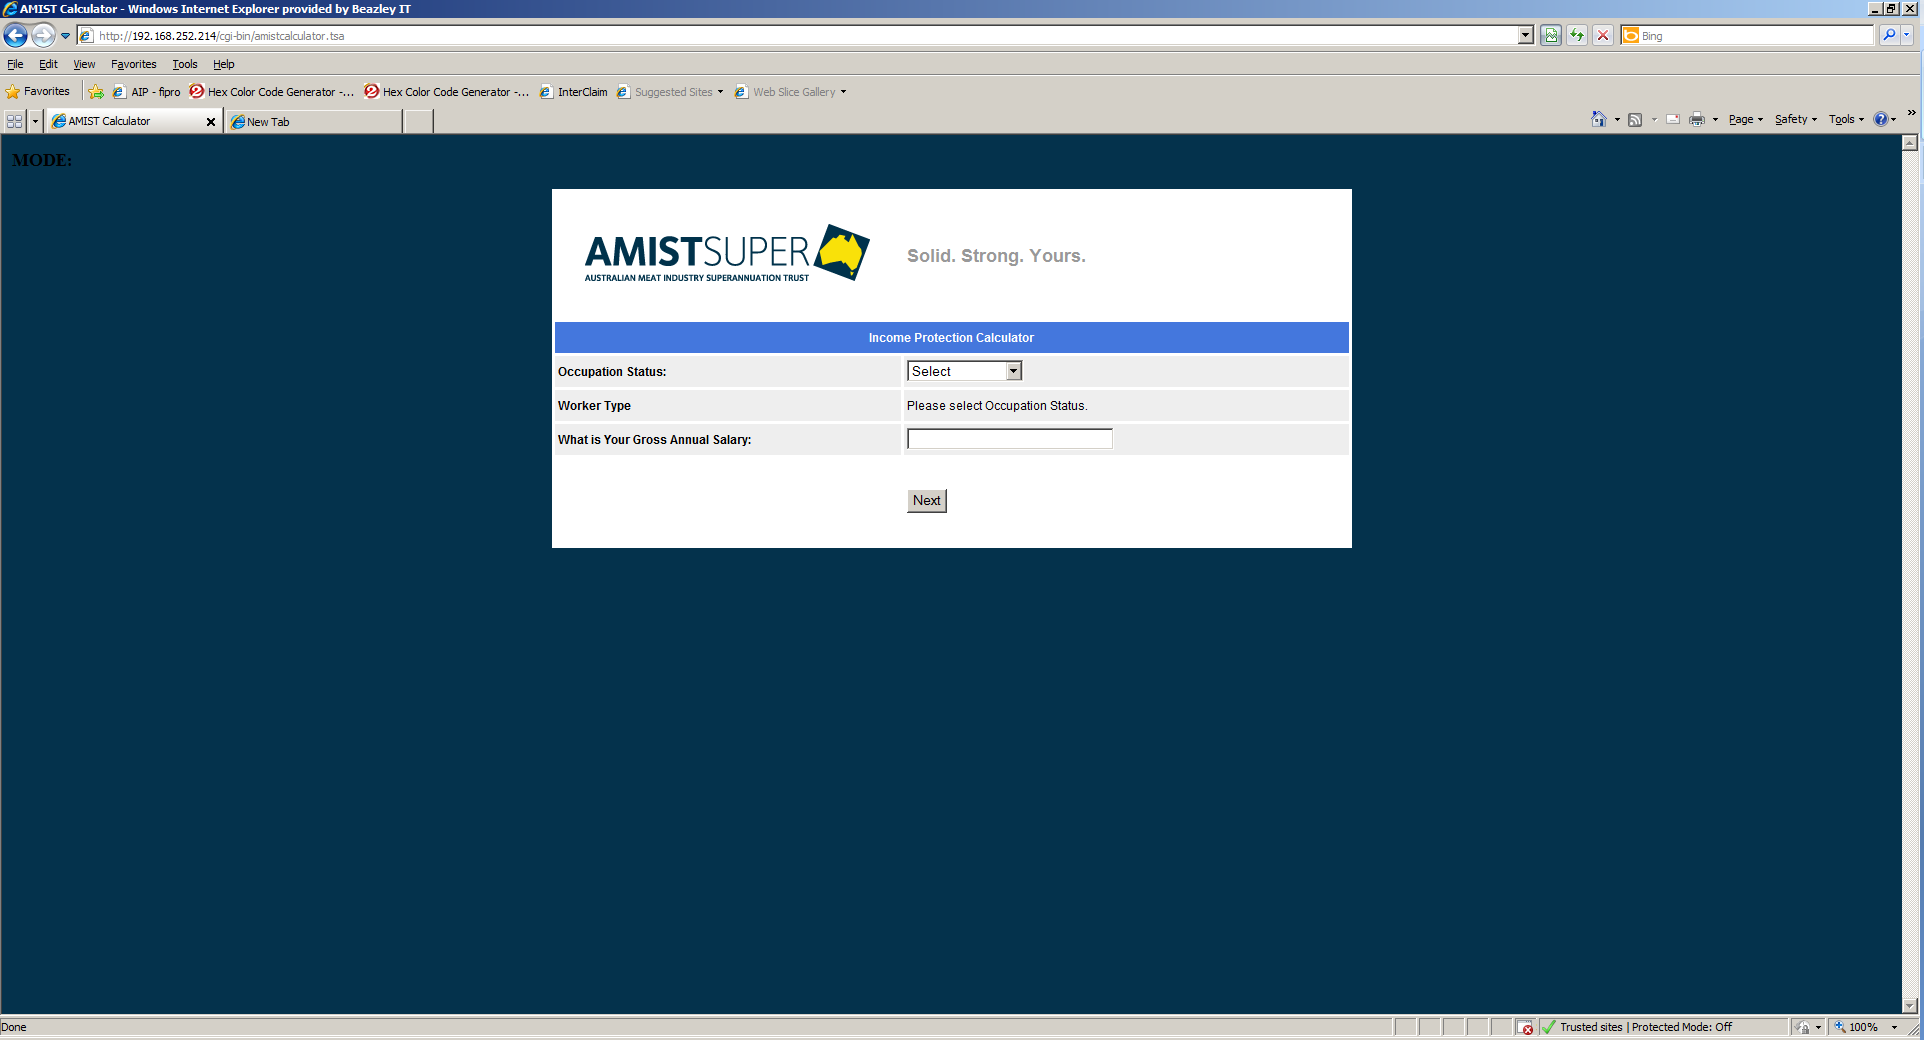 AMIST Calculator - Windows Internet Explorer provided by Beazley IT
http://192.168.252.214/cgi-bin/amistcalculator.tsa
Bing
File Edit View Favorites Tools Help
Favorites AIP - fipro Hex Color Code Generator -... Hex Color Code Generator -... InterClaim Suggested Sites Web Slice Gallery
AMIST Calculator New Tab Page Safety Tools »
MODE:
AMISTSUPER
AUSTRALIAN MEAT INDUSTRY SUPERANNUATION TRUST
Solid. Strong. Yours.
Income Protection Calculator
Occupation Status: Select
Worker Type Please select Occupation Status.
What is Your Gross Annual Salary:
Next
Done Trusted sites | Protected Mode: Off 100%